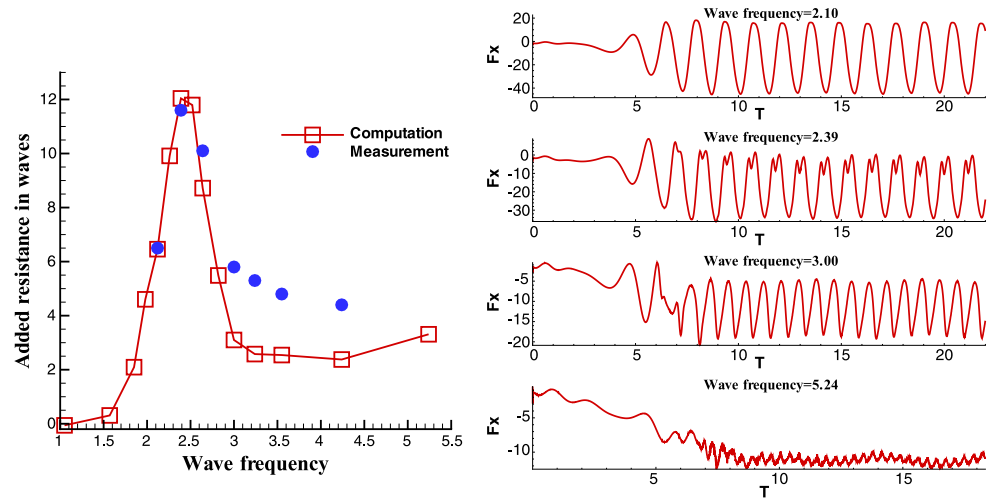 Added resistance in waves
12
10
8
6
4
2
0
1 1.5 2 2.5 3 3.5 4 4.5 5 5.5
Wave frequency
Computation
Measurement
Wave frequency=2.10
Fx
20
0
-20
-40
0 5 10 15 20
T
Wave frequency=2.39
Fx
0
-10
-20
-30
0 5 10 15 20
T
Wave frequency=3.00
Fx
-5
-10
-15
-20
0 5 10 15 20
T
Wave frequency=5.24
Fx
-5
-10
5 10 15
T